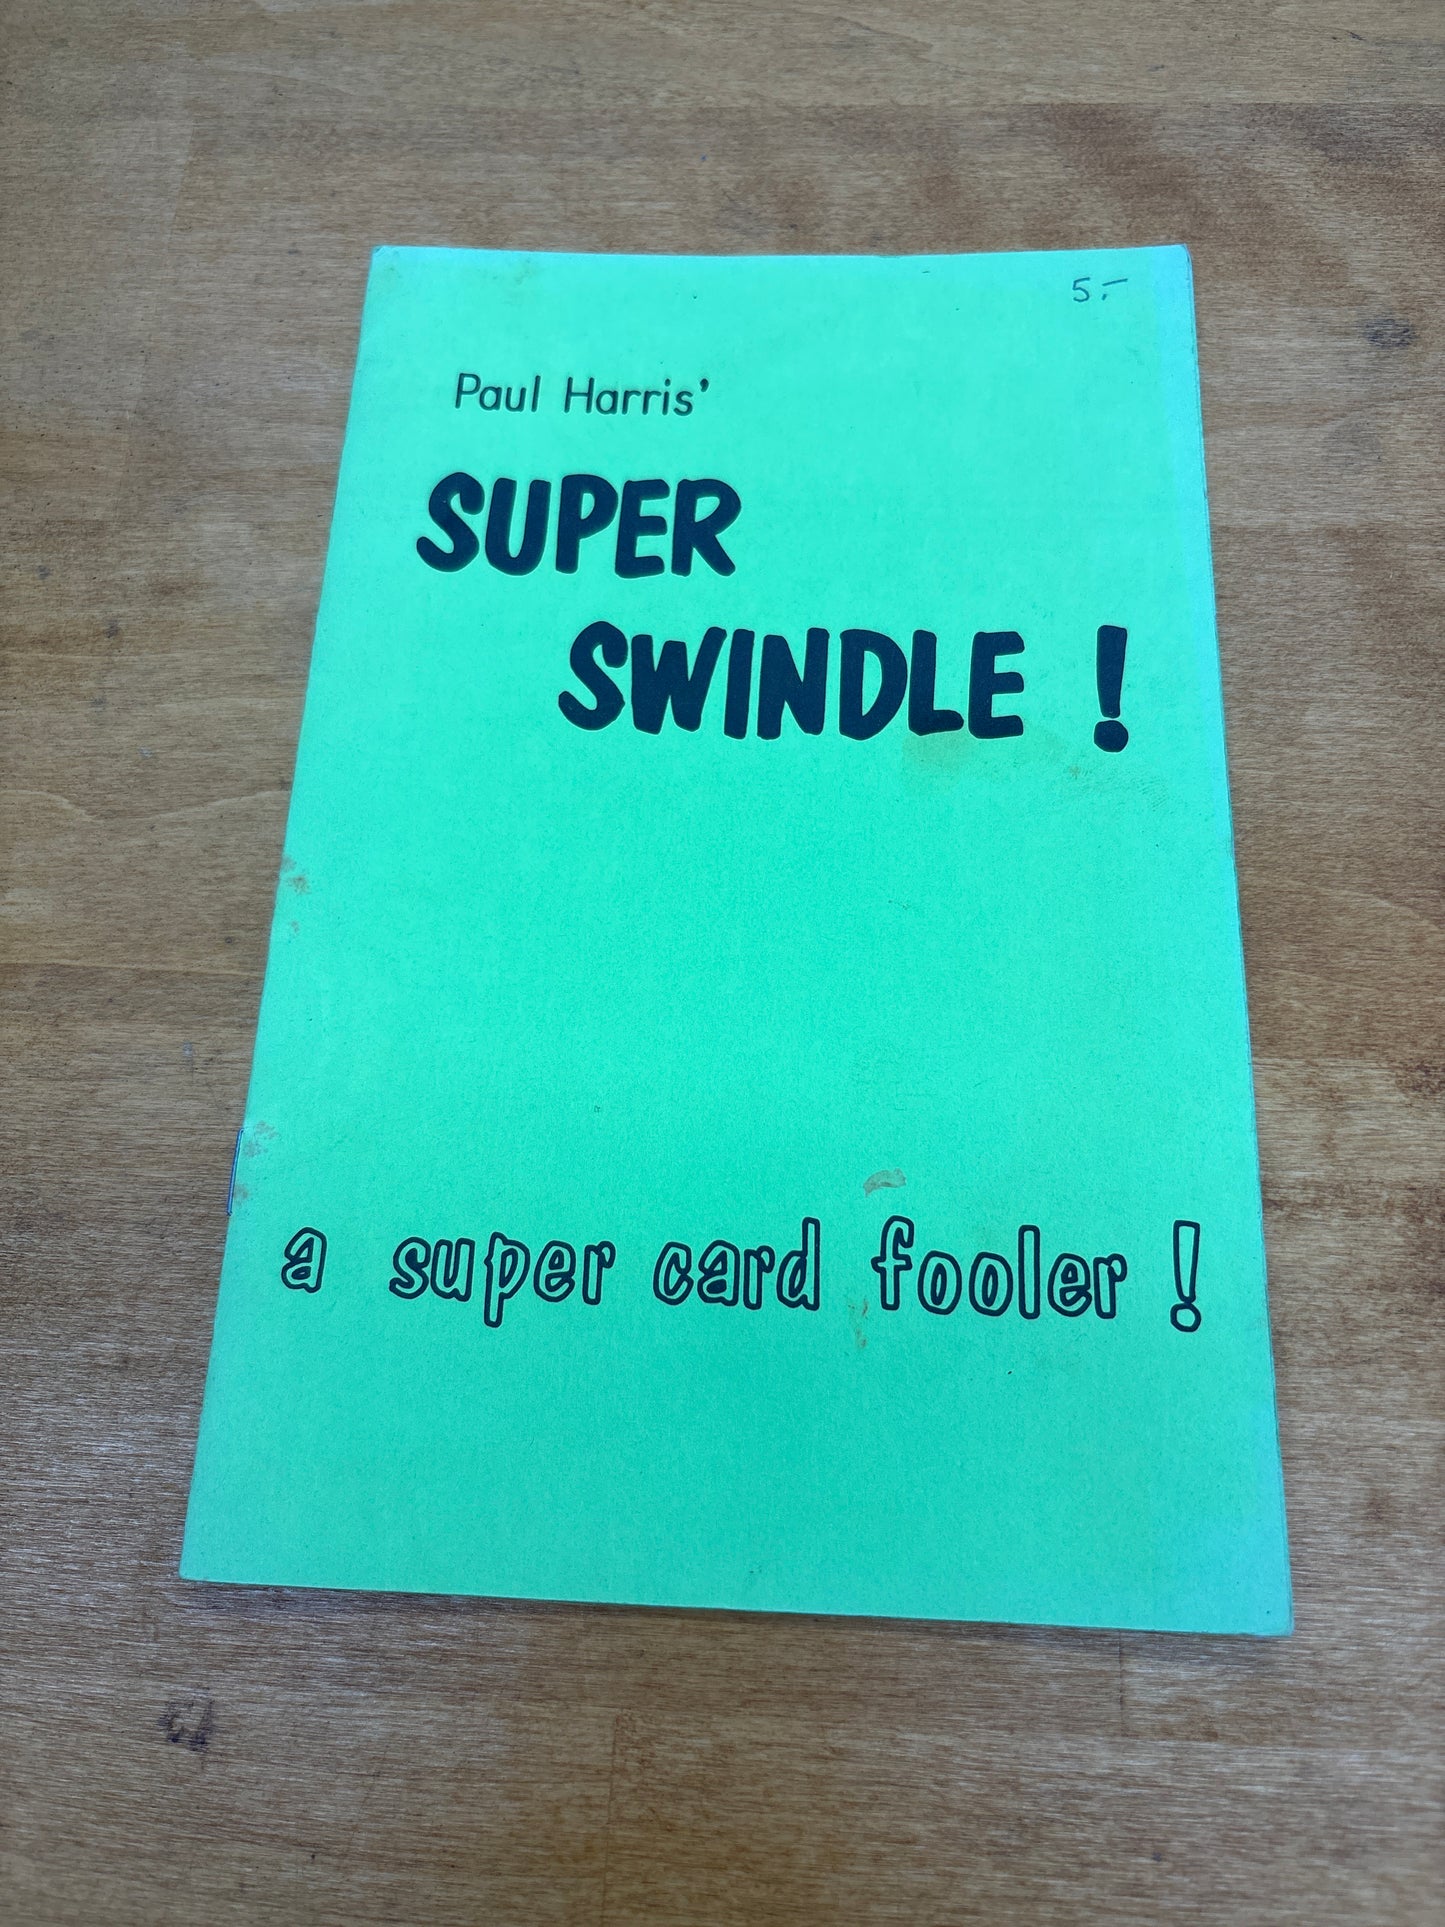 5.-
Paul Harris'
SUPER
SWINDLE !
a super card fooler !